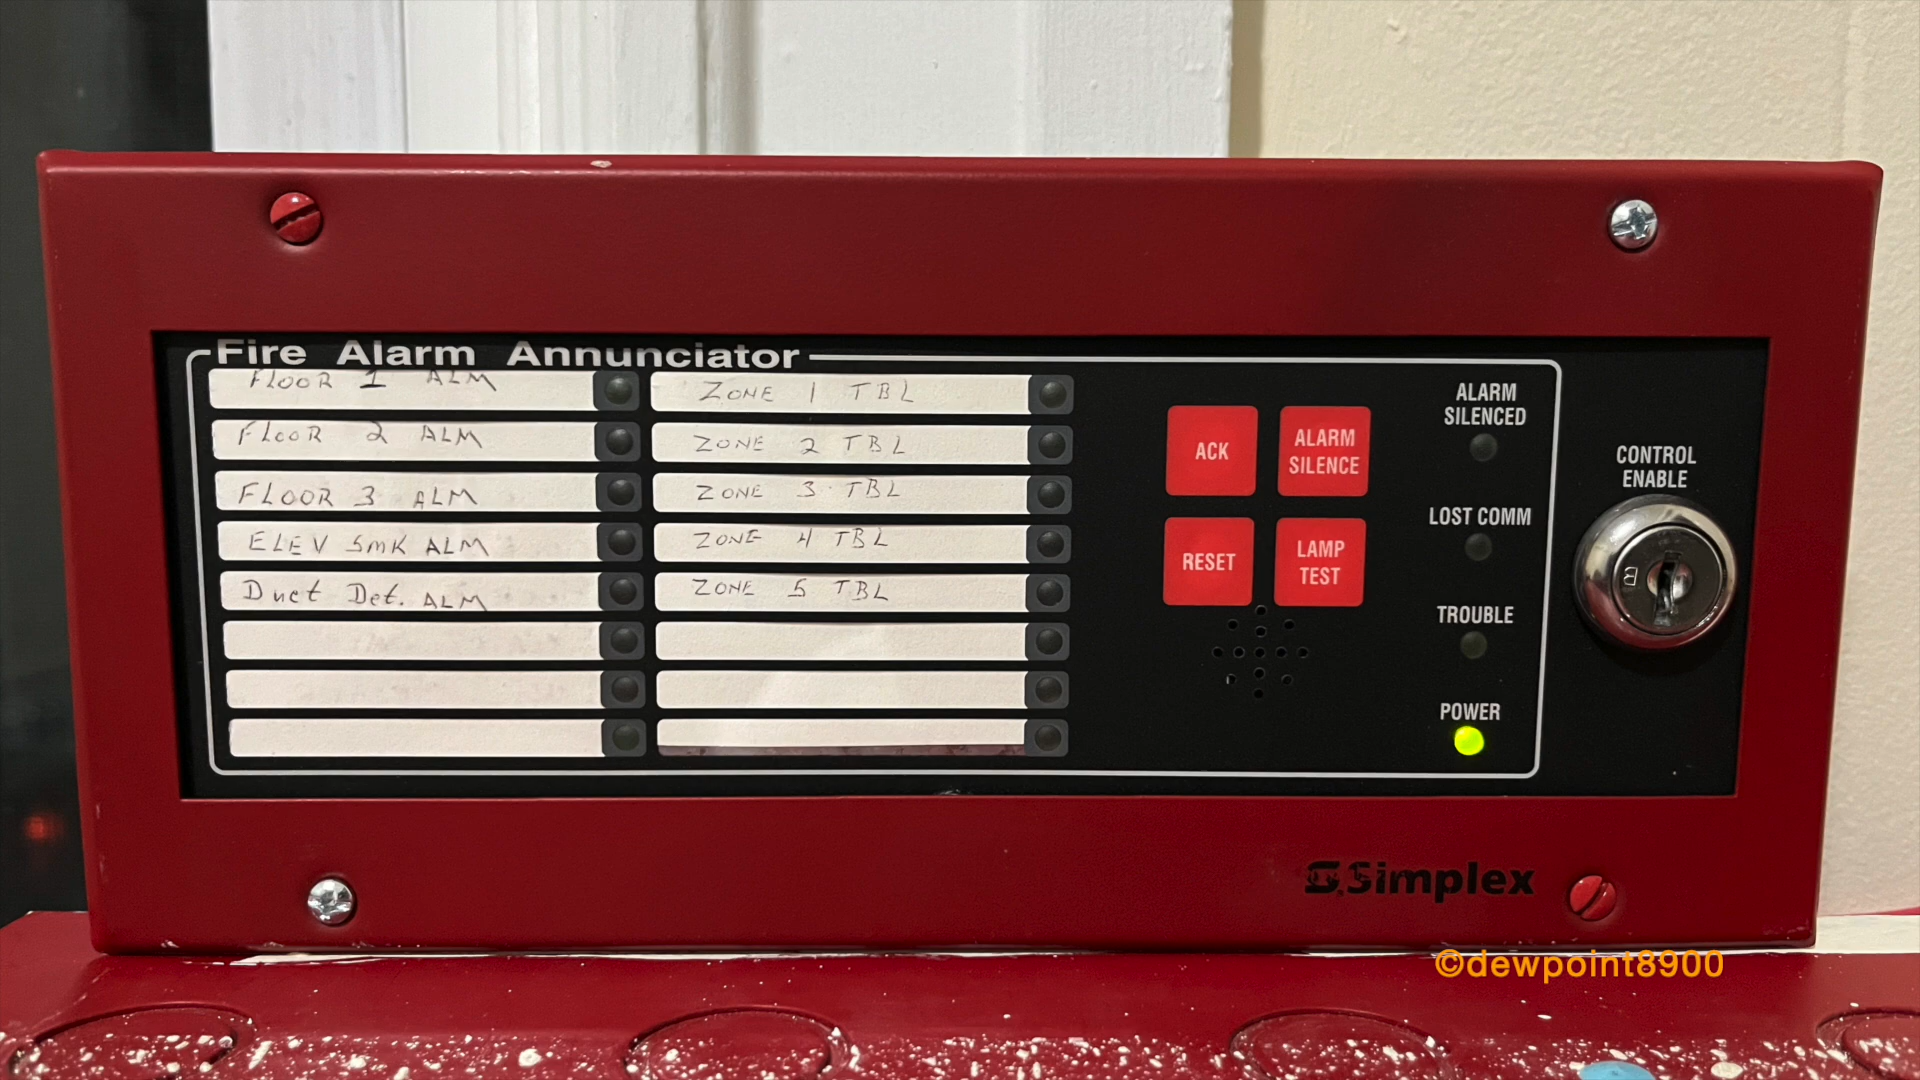 Fire Alarm Annunciator
FLOOR 1 ALM
FLOOR 2 ALM
FLOOR 3 ALM
ELEV SMK ALM
Duct Det. ALM
ZONE 1 TBL
ZONE 2 TBL
ZONE 3 TBL
ZONE 4 TBL
ZONE 5 TBL
ACK
ALARM
SILENCE
RESET
LAMP
TEST
ALARM
SILENCED
LOST COMM
TROUBLE
POWER
CONTROL
ENABLE
Simplex
©dewpoint8900